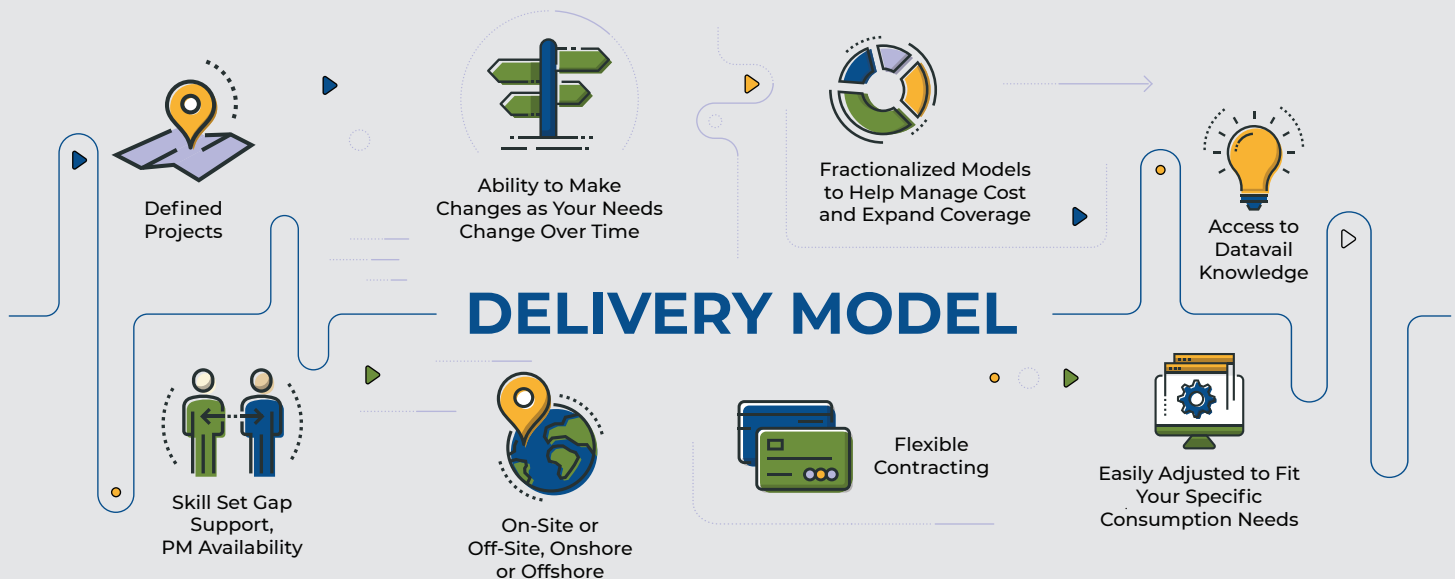 Defined
Projects
Ability to Make
Changes as Your Needs
Change Over Time
Fractionalized Models
to Help Manage Cost
and Expand Coverage
Access to
Datavail
Knowledge
DELIVERY MODEL
Skill Set Gap
Support,
PM Availability
On-Site or
Off-Site, Onshore
or Offshore
Flexible
Contracting
Easily Adjusted to Fit
Your Specific
Consumption Needs